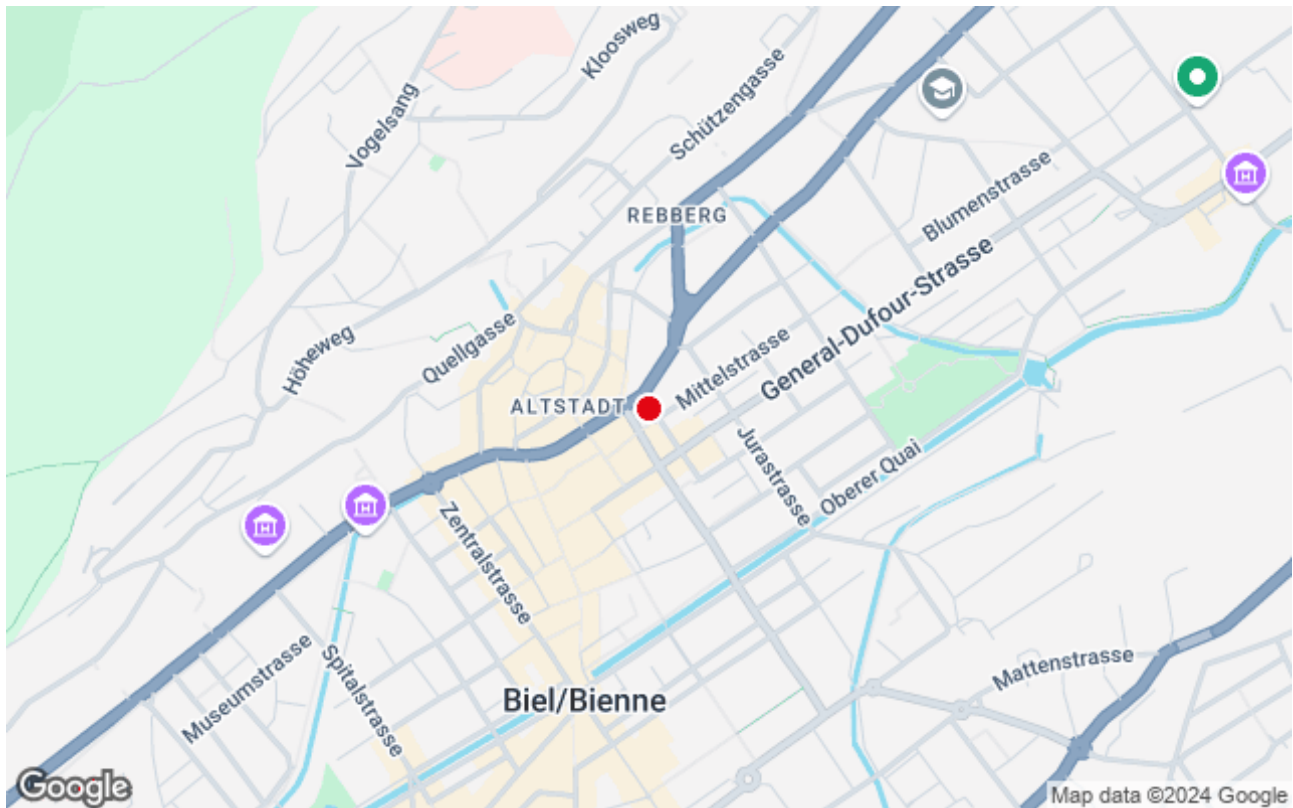 Kloosweg
Vogelsang
Schützengasse
Blumenstrasse
REBBERG
General-Dufour-Strasse
Höheweg
Quellgasse
Mittelstrasse
ALTSTADT
Jurastrasse
Oberer Quai
Zentralstrasse
Museumstrasse
Spitalstrasse
Mattenstrasse
Biel/Bienne
Google
Map data ©2024 Google